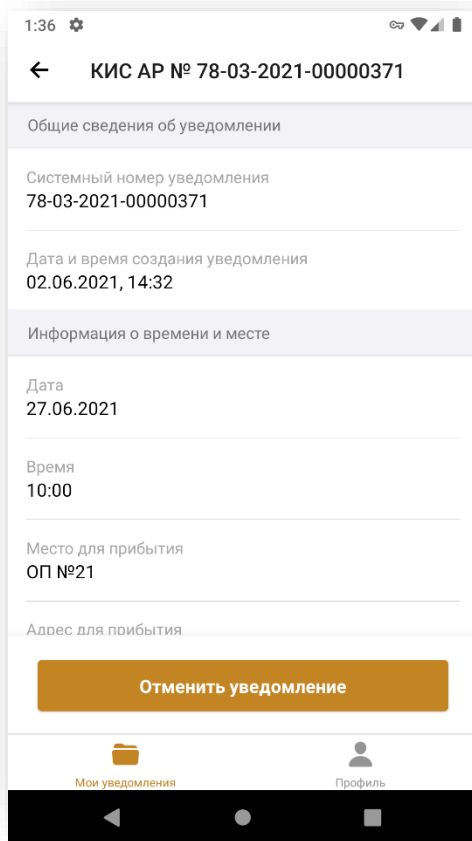 1:36
КИС АР № 78-03-2021-00000371
Общие сведения об уведомлении
Системный номер уведомления
78-03-2021-00000371
Дата и время создания уведомления
02.06.2021, 14:32
Информация о времени и месте
Дата
27.06.2021
Время
10:00
Место для прибытия
ОП №21
Адрес для прибытия
Отменить уведомление
Мои уведомления
Профиль